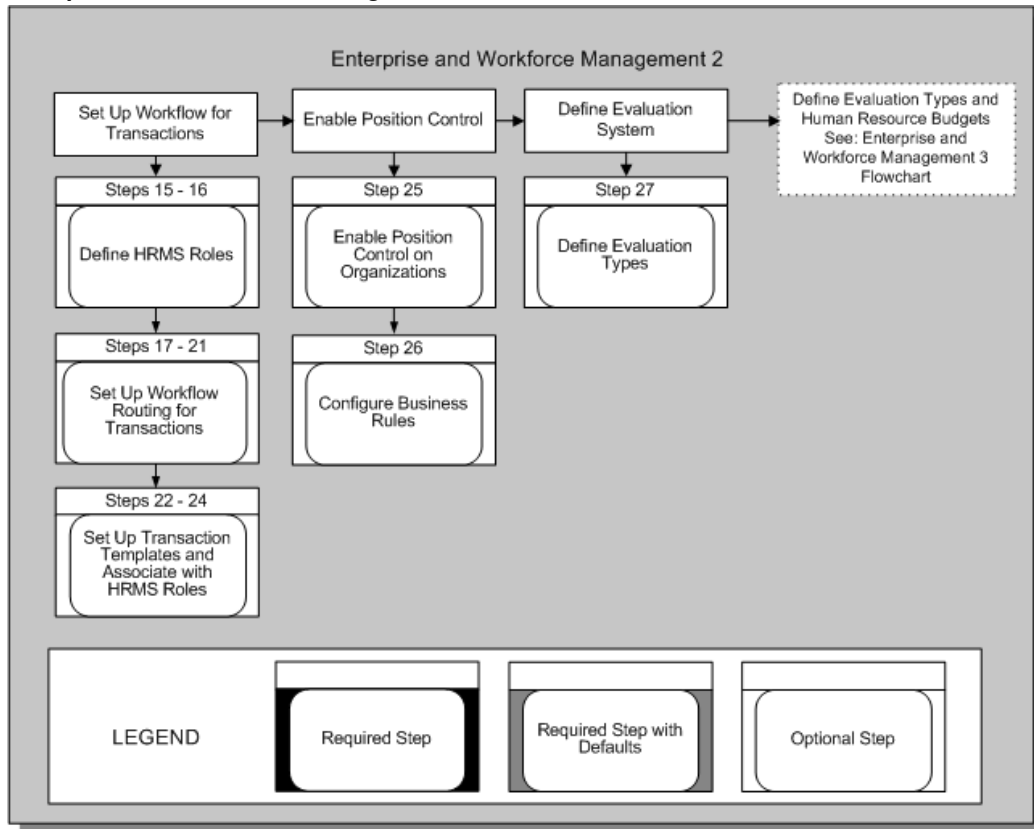 Enterprise and Workforce Management 2
Set Up Workflow for
Transactions
Enable Position Control
Define Evaluation
System
Define Evaluation Types and
Human Resource Budgets
See: Enterprise and
Workforce Management 3
Flowchart
Steps 15 - 16
Define HRMS Roles
Steps 17 - 21
Set Up Workflow
Routing for
Transactions
Steps 22 - 24
Set Up Transaction
Templates and
Associate with
HRMS Roles
Step 25
Enable Position
Control on
Organizations
Step 26
Configure Business
Rules
Step 27
Define Evaluation
Types
LEGEND
Required Step
Required Step with
Defaults
Optional Step